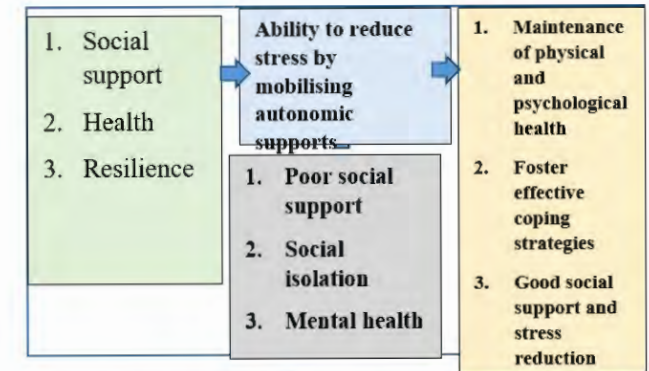 1. Social
support
2. Health
3. Resilience
Ability to reduce
stress by
mobilising
autonomic
supports
1. Poor social
support
2. Social
isolation
3. Mental health
1. Maintenance
of physical
and
psychological
health
2. Foster
effective
coping
strategies
3. Good social
support and
stress
reduction